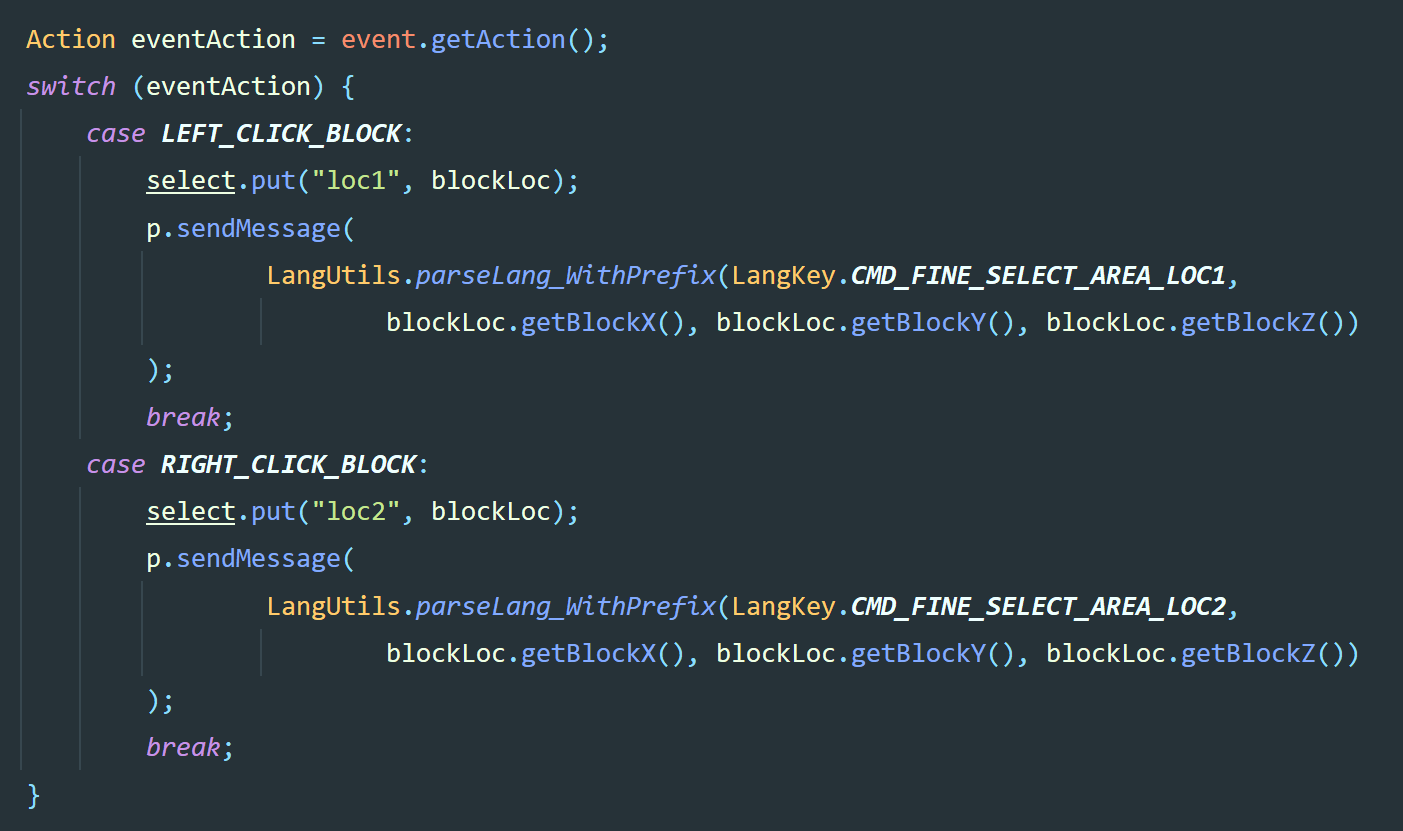 Action eventAction = event.getAction();
switch (eventAction) {
    case LEFT_CLICK_BLOCK:
        select.put("loc1", blockLoc);
        p.sendMessage(
                LangUtils.parseLang_WithPrefix(LangKey.CMD_FINE_SELECT_AREA_LOC1,
                        blockLoc.getBlockX(), blockLoc.getBlockY(), blockLoc.getBlockZ())
        );
        break;
    case RIGHT_CLICK_BLOCK:
        select.put("loc2", blockLoc);
        p.sendMessage(
                LangUtils.parseLang_WithPrefix(LangKey.CMD_FINE_SELECT_AREA_LOC2,
                        blockLoc.getBlockX(), blockLoc.getBlockY(), blockLoc.getBlockZ())
        );
        break;
}